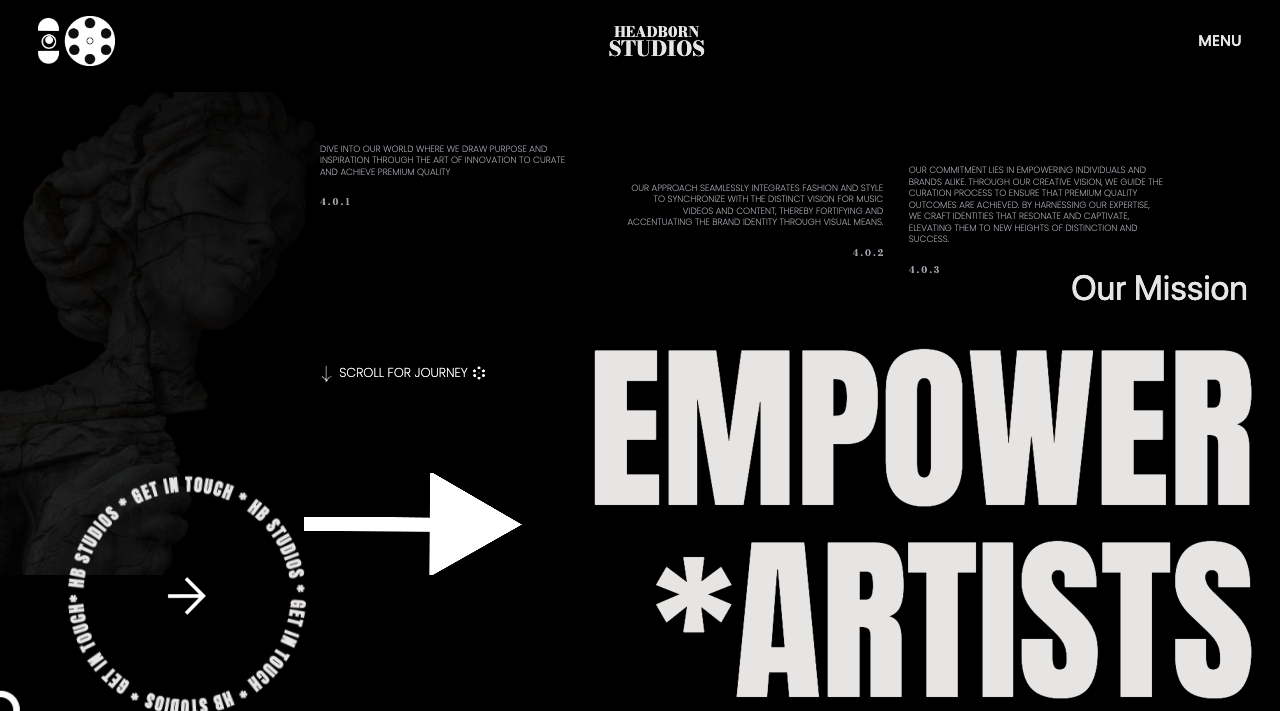 HEADBORN
STUDIOS
MENU
DIVE INTO OUR WORLD WHERE WE DRAW PURPOSE AND
INSPIRATION THROUGH THE ART OF INNOVATION TO CURATE
AND ACHIEVE PREMIUM QUALITY
4.0.1
OUR APPROACH SEAMLESSLY INTEGRATES FASHION AND STYLE
TO SYNCHRONIZE WITH THE DISTINCT VISION FOR MUSIC
VIDEOS AND CONTENT, THEREBY FORTIFYING AND
ACCENTUATING THE BRAND IDENTITY THROUGH VISUAL MEANS.
4.0.2
OUR COMMITMENT LIES IN EMPOWERING INDIVIDUALS AND
BRANDS ALIKE. THROUGH OUR CREATIVE VISION, WE GUIDE THE
CURATION PROCESS TO ENSURE THAT PREMIUM QUALITY
OUTCOMES ARE ACHIEVED. BY HARNESSING OUR EXPERTISE,
WE CRAFT IDENTITIES THAT RESONATE AND CAPTIVATE,
ELEVATING THEM TO NEW HEIGHTS OF DISTINCTION AND
SUCCESS.
4.0.3
Our Mission
SCROLL FOR JOURNEY
EMPOWER
*ARTISTS
GET IN TOUCH * HB STUDIOS * GET IN TOUCH * HB STUDIOS * GET IN TOUCH * HB STUDIOS *